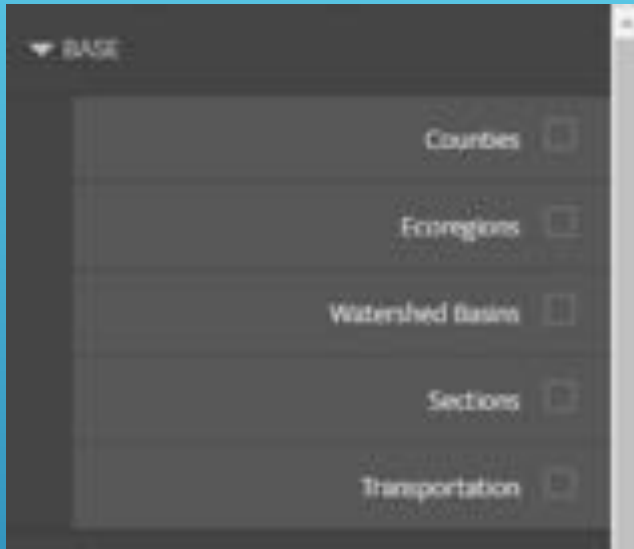 BASE
Counties
Ecoregions
Watershed Basins
Sections
Transportation